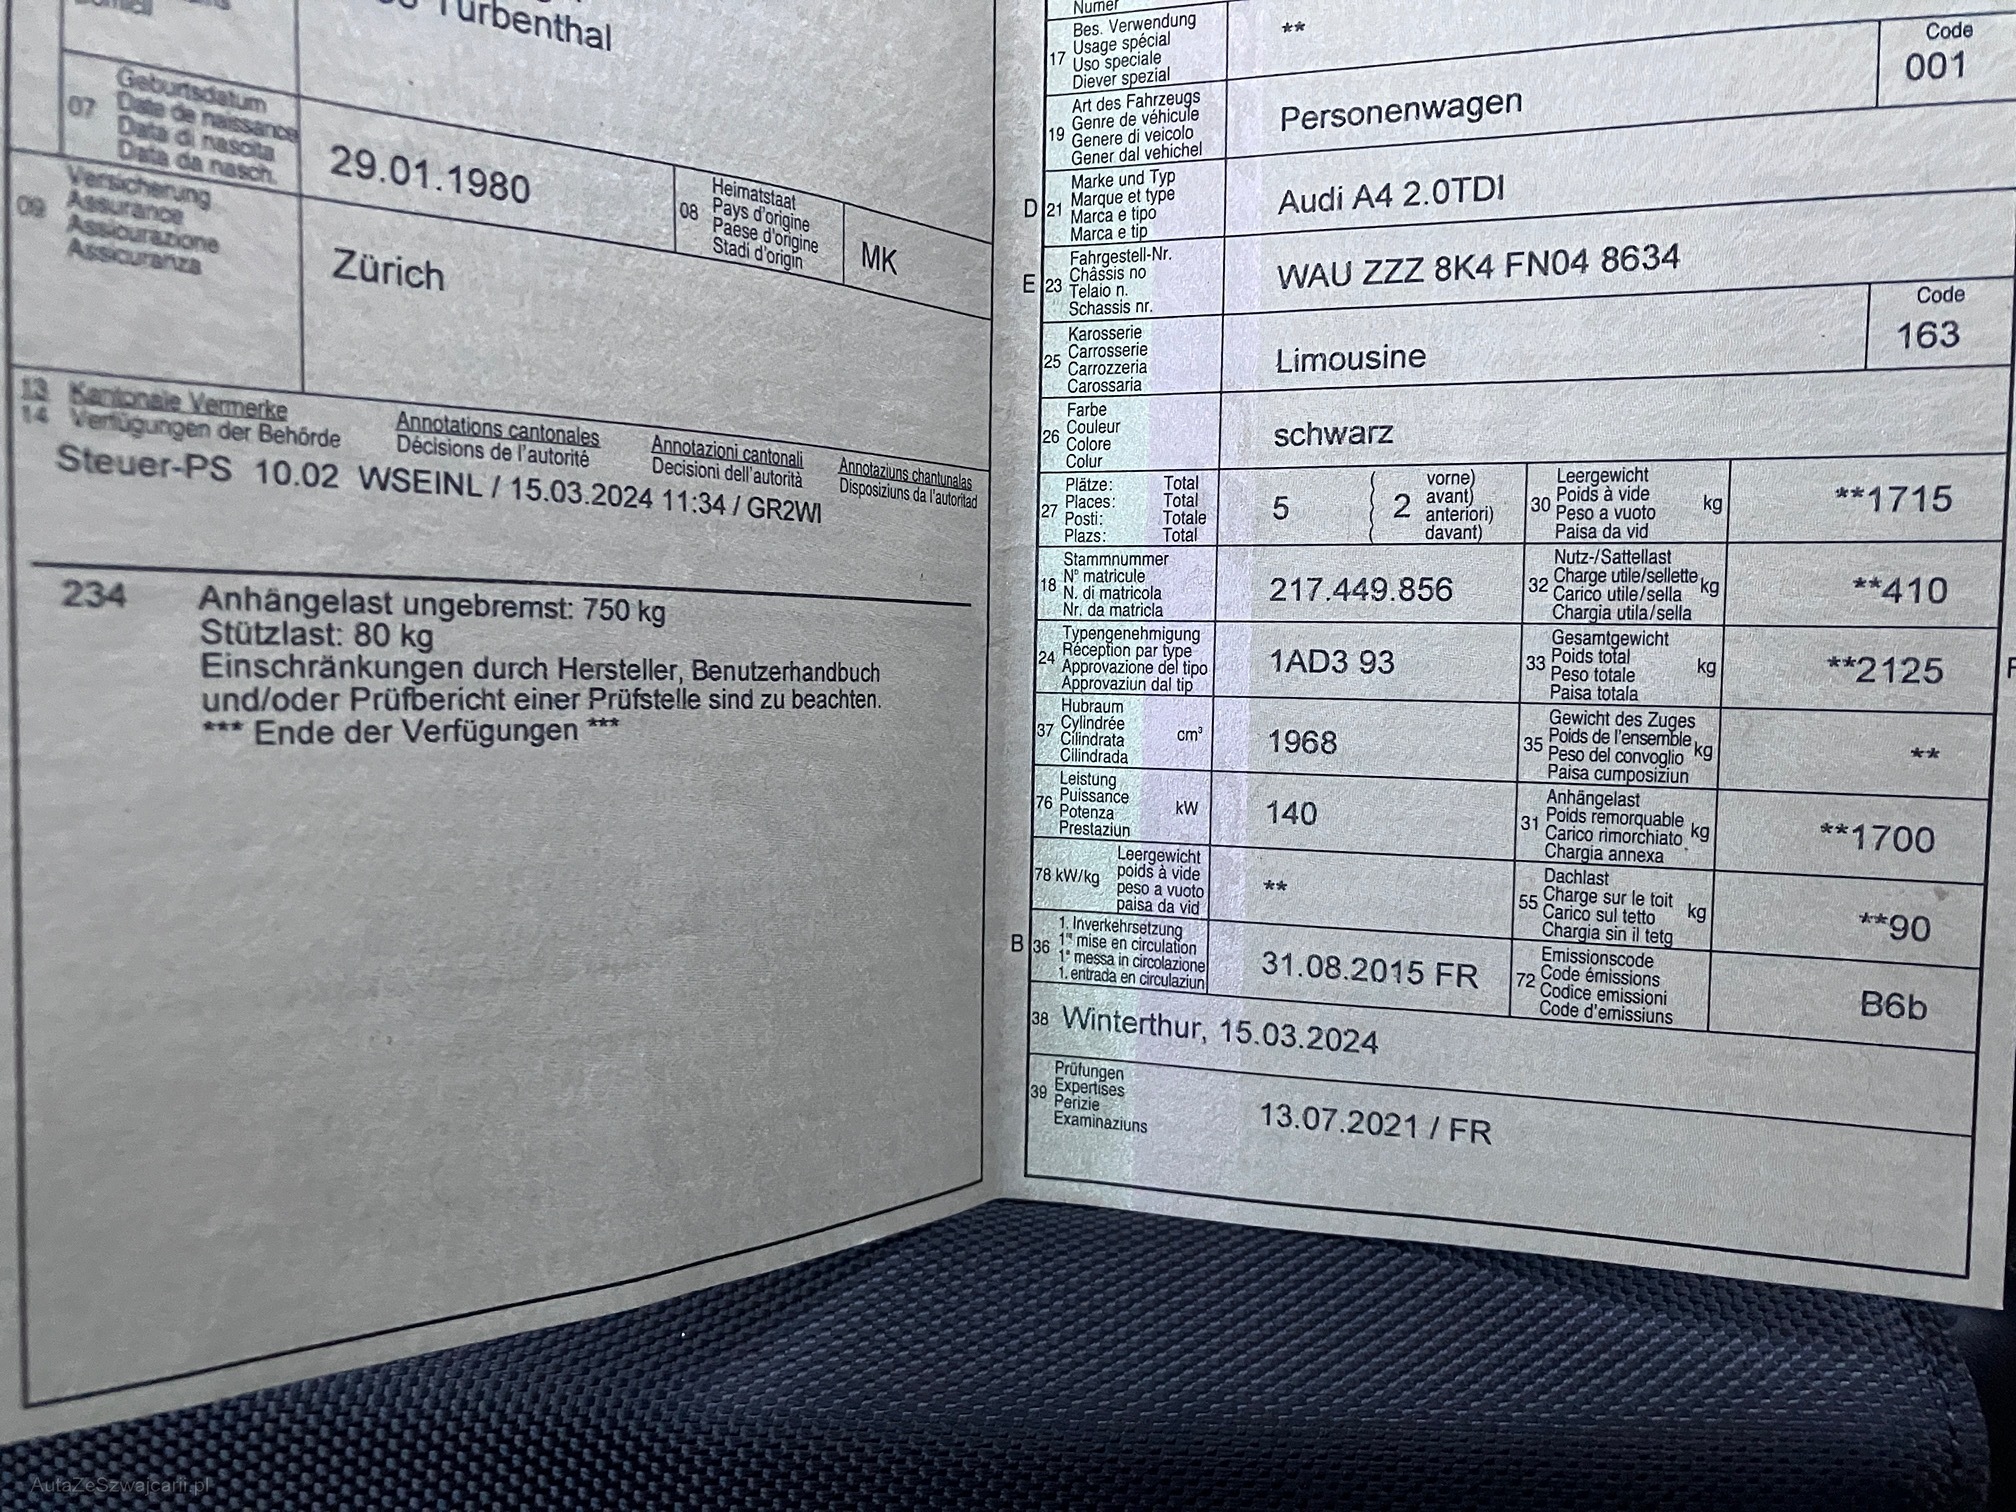 Turbenthal
07 Geburtsdatum
Date de naissance
Data di nascita
Data da nasch.
29.01.1980
08 Heimatstaat
Pays d'origine
Paese d'origine
Stadi d'origin
MK
09 Versicherung
Assurance
Assicurazione
Assicuranza
Zürich
13 Kantonale Vermerke
14 Verfügungen der Behörde
Annotations cantonales
Décisions de l'autorité
Annotazioni cantonali
Decisioni dell'autorità
Annotaziuns chantunalas
Disposiziuns da l'autoritad
Steuer-PS 10.02 WSEINL / 15.03.2024 11:34 / GR2WI
234 Anhängelast ungebremst: 750 kg
Stützlast: 80 kg
Einschränkungen durch Hersteller, Benutzerhandbuch
und/oder Prüfbericht einer Prüfstelle sind zu beachten.
*** Ende der Verfügungen ***
Numer
17 Bes. Verwendung
Usage spécial
Uso speciale
Diever spezial
**
19 Art des Fahrzeugs
Genre de véhicule
Genere di veicolo
Gener dal vehichel
Personenwagen
Code
001
D 21 Marke und Typ
Marque et type
Marca e tipo
Marca e tip
Audi A4 2.0TDI
E 23 Fahrgestell-Nr.
Châssis no
Telaio n.
Schassis nr.
WAU ZZZ 8K4 FN04 8634
25 Karosserie
Carrosserie
Carrozzeria
Carossaria
Limousine
Code
163
26 Farbe
Couleur
Colore
Colur
schwarz
27 Plätze: Total
Places: Total
Posti: Totale
Plazs: Total
5 ( 2 vorne)
avant)
anteriori)
davant)
30 Leergewicht
Poids à vide
Peso a vuoto
Paisa da vid
kg
**1715
18 Stammnummer
N° matricule
N. di matricola
Nr. da matricla
217.449.856
32 Nutz-/Sattellast
Charge utile/sellette
Carico utile/sella
Chargia utila/sella
kg
**410
24 Typengenehmigung
Réception par type
Approvazione del tipo
Approvaziun dal tip
1AD3 93
33 Gesamtgewicht
Poids total
Peso totale
Paisa totala
kg
**2125
37 Hubraum
Cylindrée
Cilindrata
Cilindrada
cm³
1968
35 Gewicht des Zuges
Poids de l'ensemble
Peso del convoglio
Paisa cumposiziun
kg
**
76 Leistung
Puissance
Potenza
Prestaziun
kW
140
31 Anhängelast
Poids remorquable
Carico rimorchiato
Chargia annexa
kg
**1700
78 kW/kg Leergewicht
poids à vide
peso a vuoto
paisa da vid
**
55 Dachlast
Charge sur le toit
Carico sul tetto
Chargia sin il tetg
kg
**90
B 36 1. Inverkehrsetzung
1re mise en circulation
1a messa in circolazione
1. entrada en circulaziun
31.08.2015 FR
72 Emissionscode
Code émissions
Codice emissioni
Code d'emissiuns
B6b
38 Winterthur, 15.03.2024
39 Prüfungen
Expertises
Perizie
Examinaziuns
13.07.2021 / FR
AutaZeSzwajcarii.pl